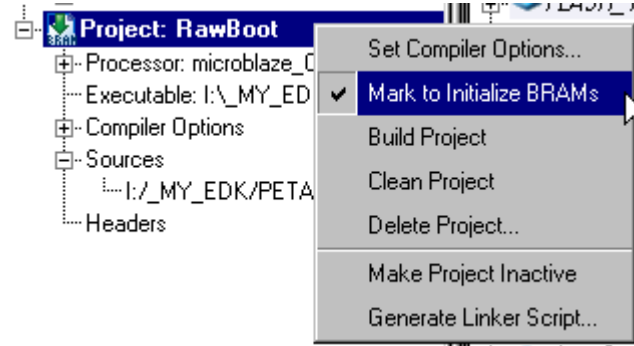 Project: RawBoot
Processor: microblaze_0
Executable: I:\_MY_ED
Compiler Options
Sources
I:/_MY_EDK/PETA
Headers
Set Compiler Options...
Mark to Initialize BRAMs
Build Project
Clean Project
Delete Project...
Make Project Inactive
Generate Linker Script...